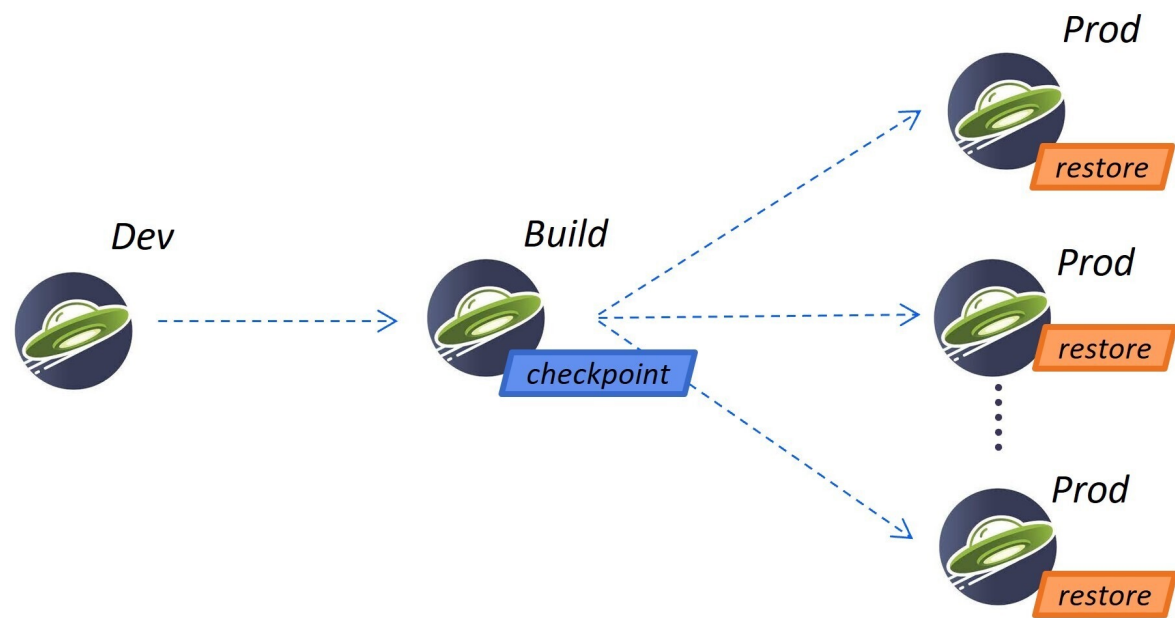 Prod
restore
Dev
Build
checkpoint
Prod
restore
Prod
restore